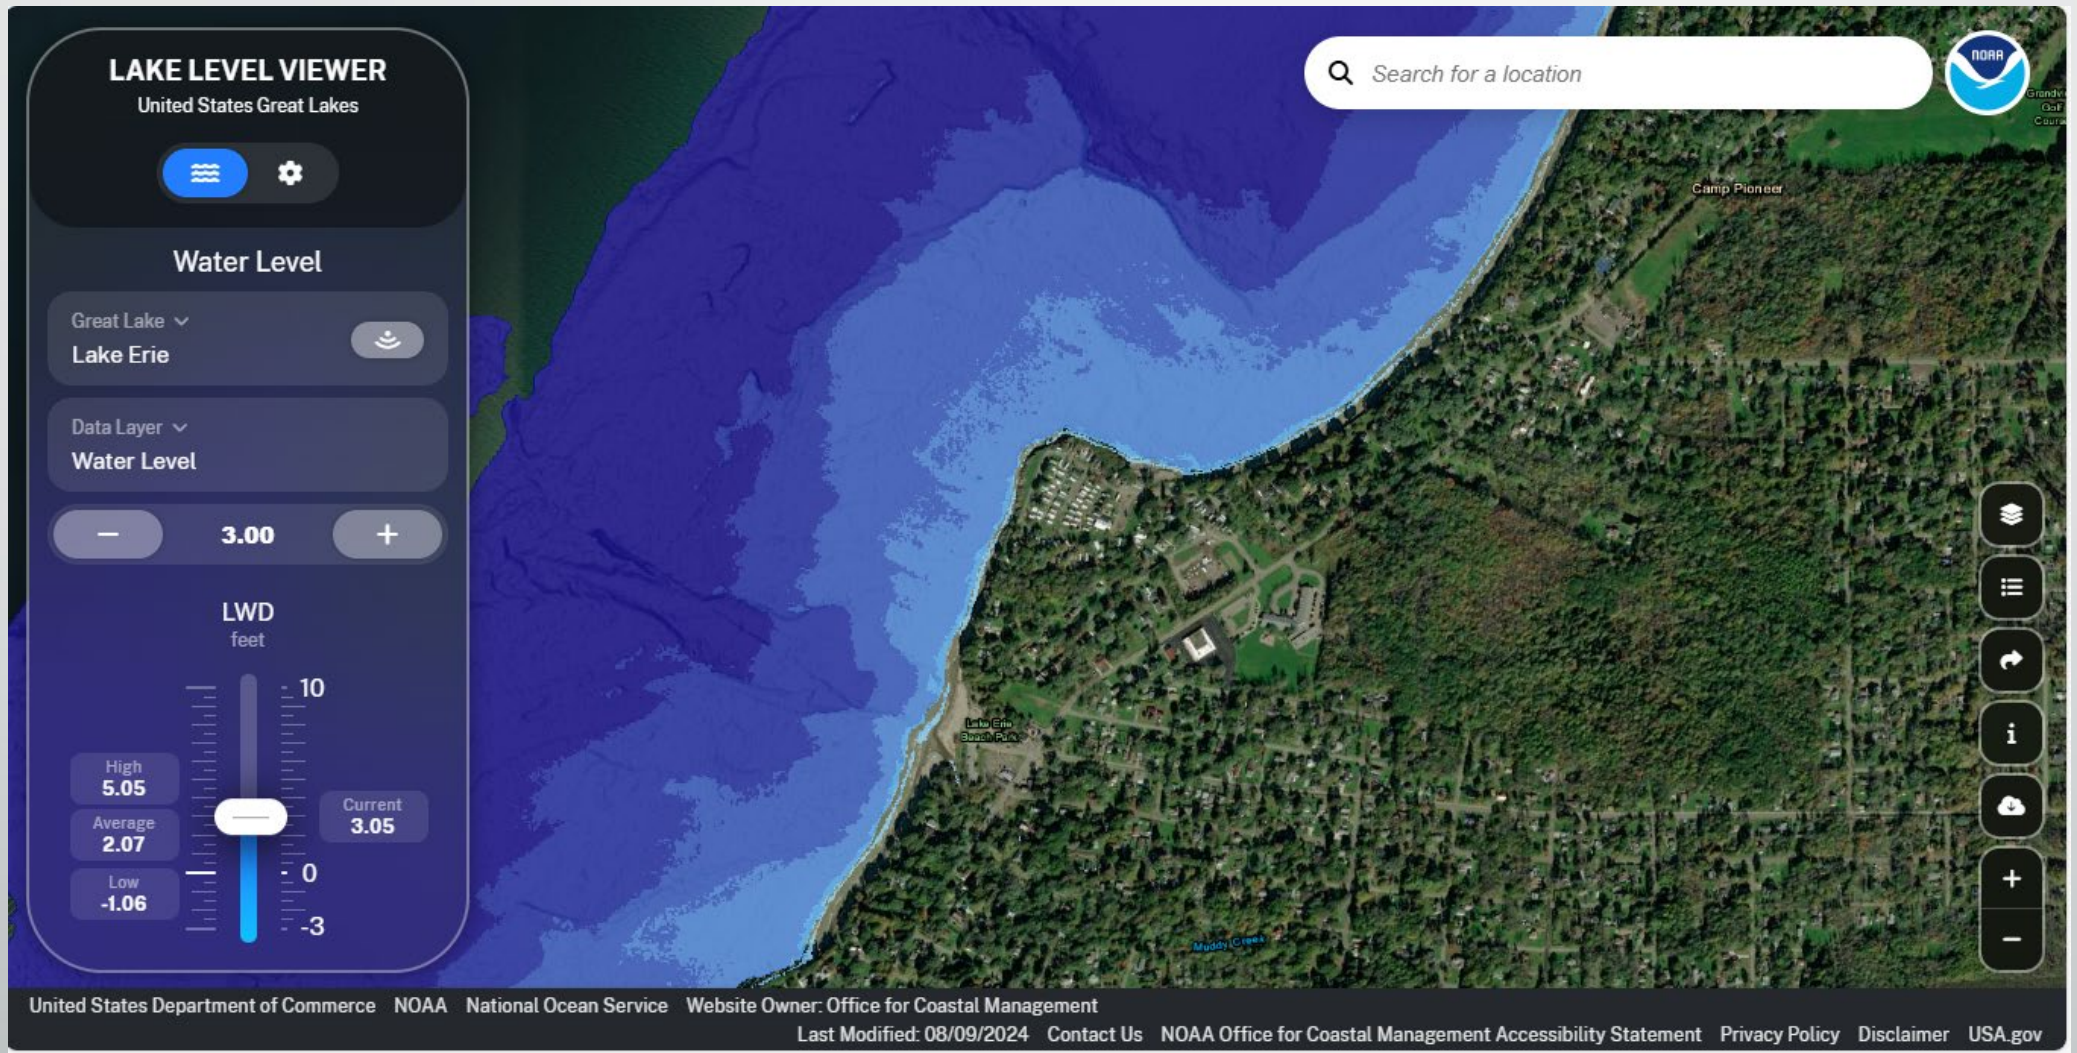 LAKE LEVEL VIEWER
United States Great Lakes
Water Level
Great Lake
Lake Erie
Data Layer
Water Level
3.00
LWD
feet
10
0
-3
High
5.05
Average
2.07
Low
-1.06
Current
3.05
Search for a location
NOAA
Camp Pioneer
Lake Erie
Beach Park
Muddy Creek
United States Department of Commerce NOAA National Ocean Service Website Owner: Office for Coastal Management
Last Modified: 08/09/2024 Contact Us NOAA Office for Coastal Management Accessibility Statement Privacy Policy Disclaimer USA.gov